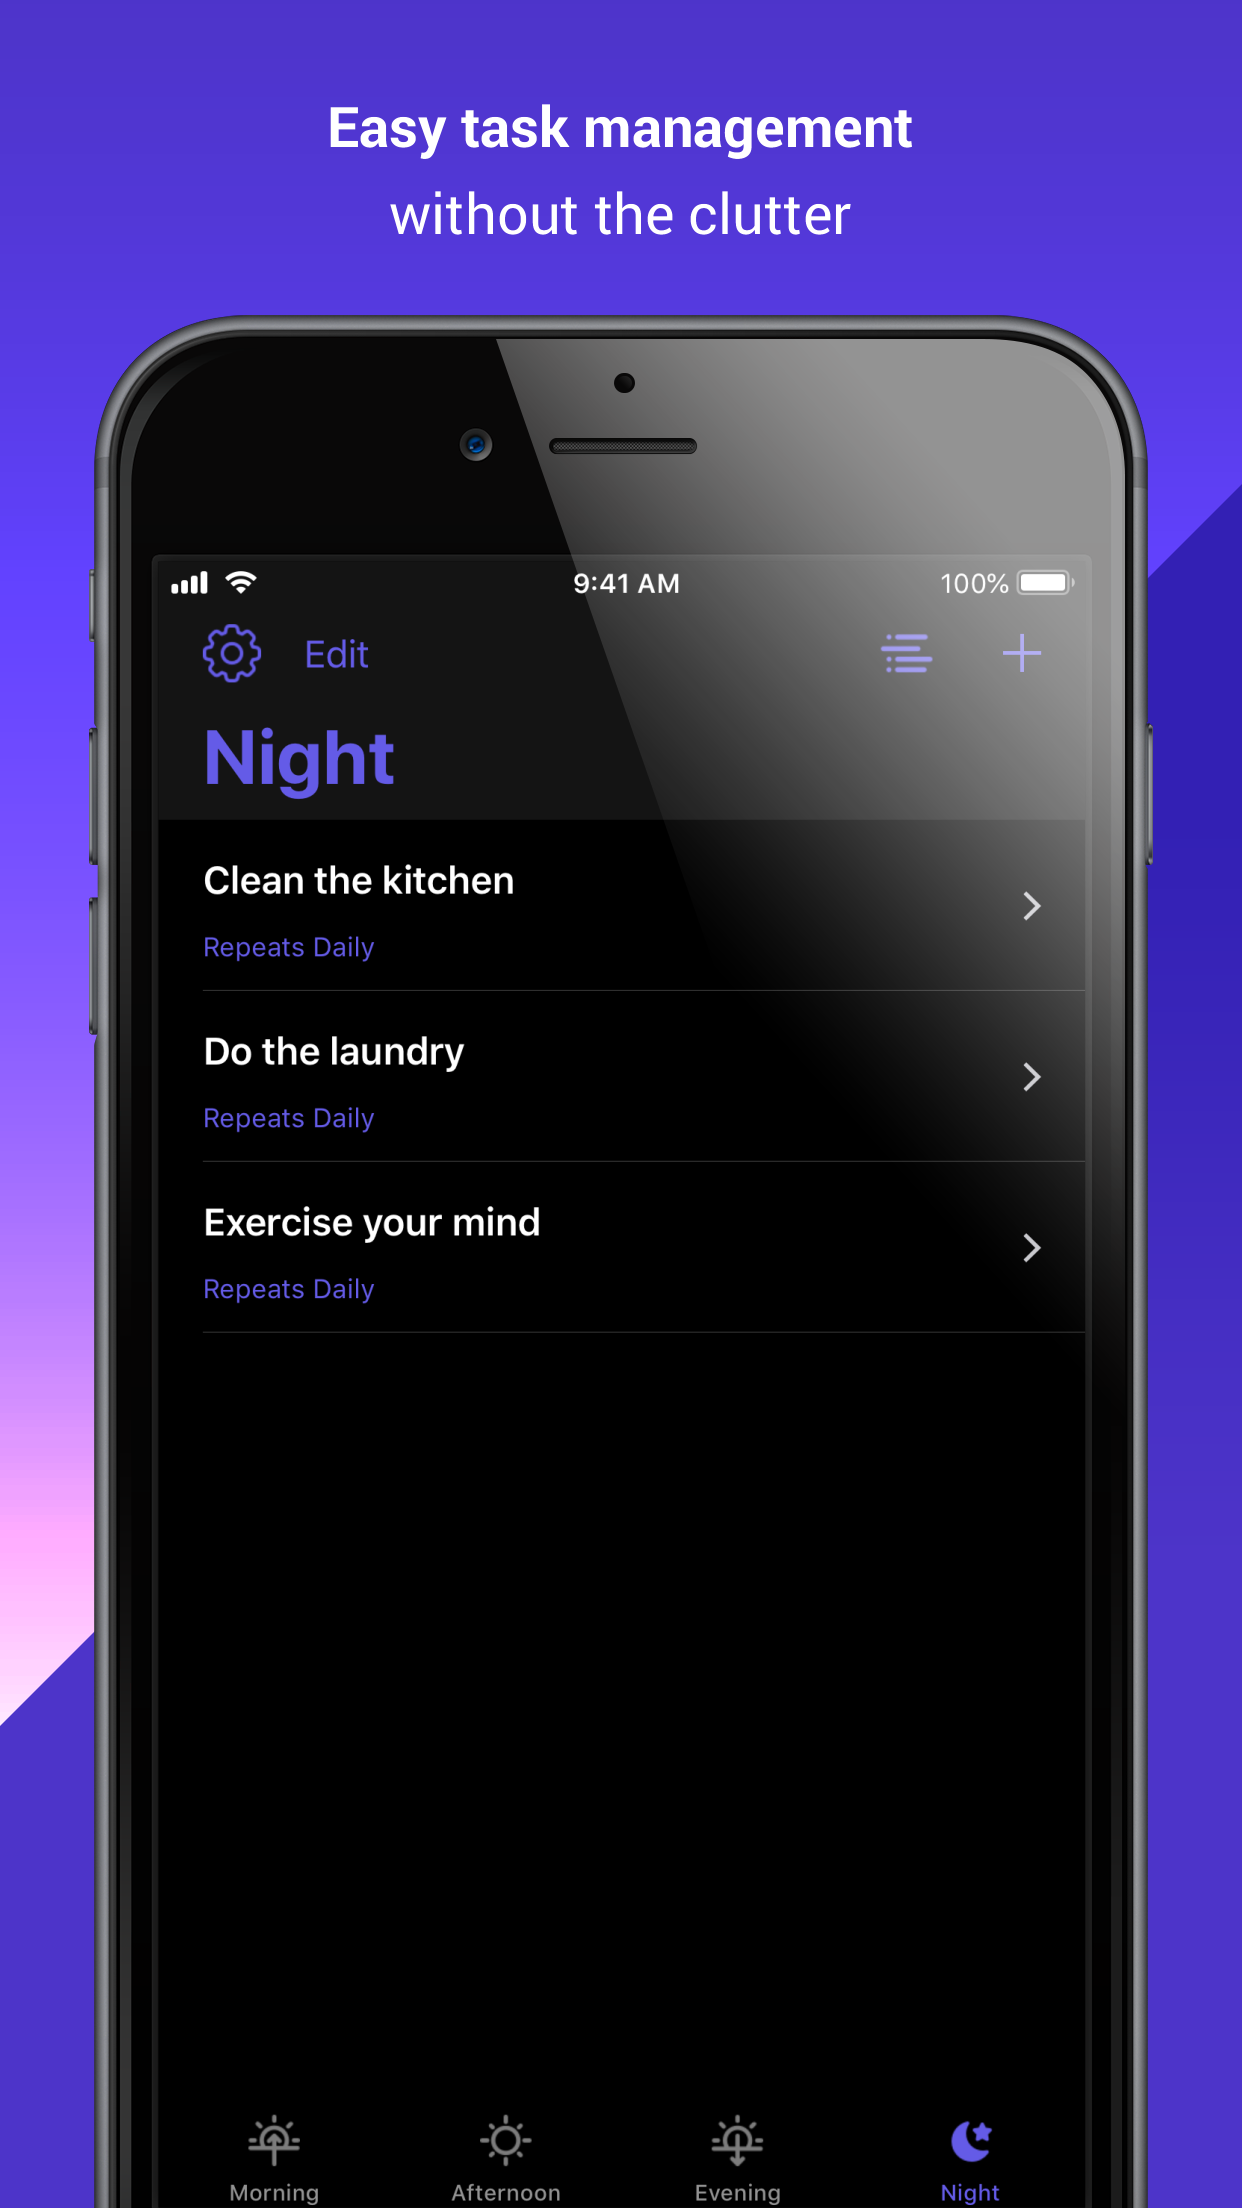 Easy task management
without the clutter
9:41 AM
100%
Edit
Night
Clean the kitchen
Repeats Daily
Do the laundry
Repeats Daily
Exercise your mind
Repeats Daily
Morning
Afternoon
Evening
Night